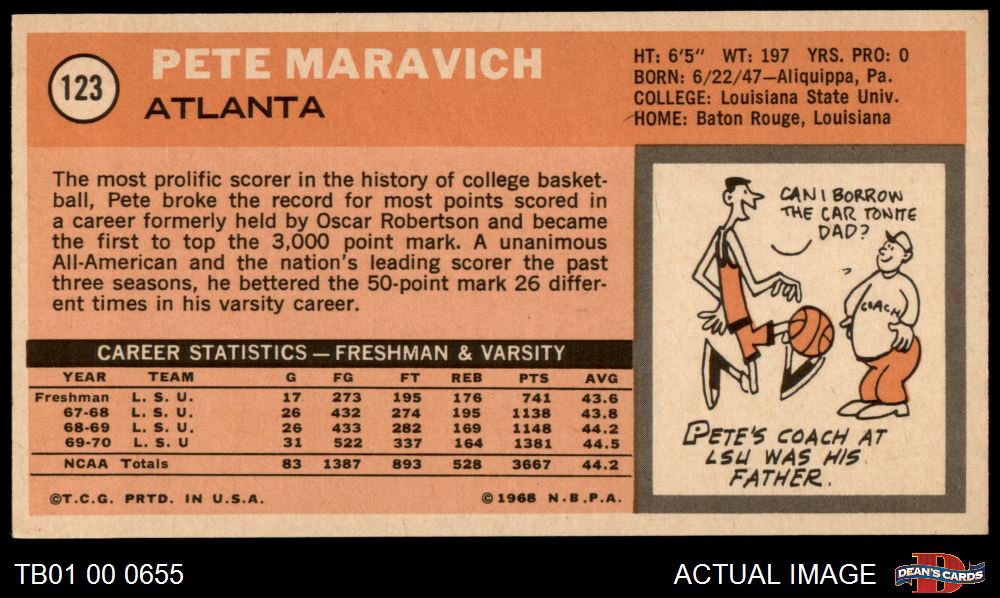 123
PETE MARAVICH
ATLANTA
HT: 6'5" WT: 197 YRS. PRO: 0
BORN: 6/22/47—Aliquippa, Pa.
COLLEGE: Louisiana State Univ.
HOME: Baton Rouge, Louisiana
The most prolific scorer in the history of college basket-
ball, Pete broke the record for most points scored in
a career formerly held by Oscar Robertson and became
the first to top the 3,000 point mark. A unanimous
All-American and the nation's leading scorer the past
three seasons, he bettered the 50-point mark 26 differ-
ent times in his varsity career.
CAREER STATISTICS — FRESHMAN & VARSITY
YEAR TEAM G FG FT REB PTS AVG
Freshman L. S. U. 17 273 195 176 741 43.6
67-68 L. S. U. 26 432 274 195 1138 43.8
68-69 L. S. U. 26 433 282 169 1148 44.2
69-70 L. S. U 31 522 337 164 1381 44.5
NCAA Totals 83 1387 893 528 3667 44.2
©T.C.G. PRTD. IN U.S.A. ©1968 N.B.P.A.
CAN I BORROW
THE CAR TONITE
DAD?
COACH
PETE'S COACH AT
LSU WAS HIS
FATHER.
TB01 00 0655
ACTUAL IMAGE
D
DEAN'S CARDS